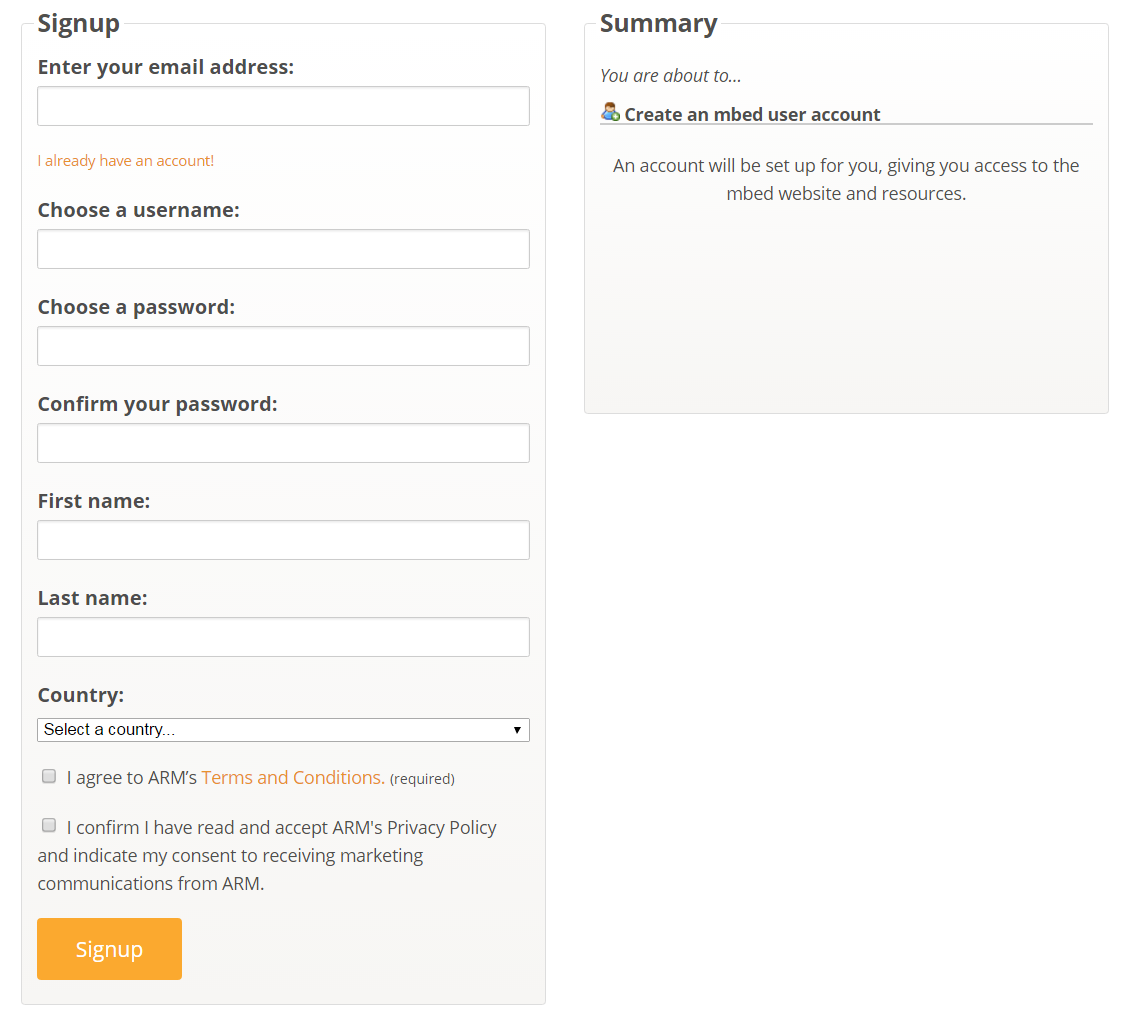 Signup
Enter your email address:
I already have an account!
Choose a username:
Choose a password:
Confirm your password:
First name:
Last name:
Country:
Select a country...
I agree to ARM’s Terms and Conditions. (required)
I confirm I have read and accept ARM's Privacy Policy
and indicate my consent to receiving marketing
communications from ARM.
Signup
Summary
You are about to...
Create an mbed user account
An account will be set up for you, giving you access to the
mbed website and resources.